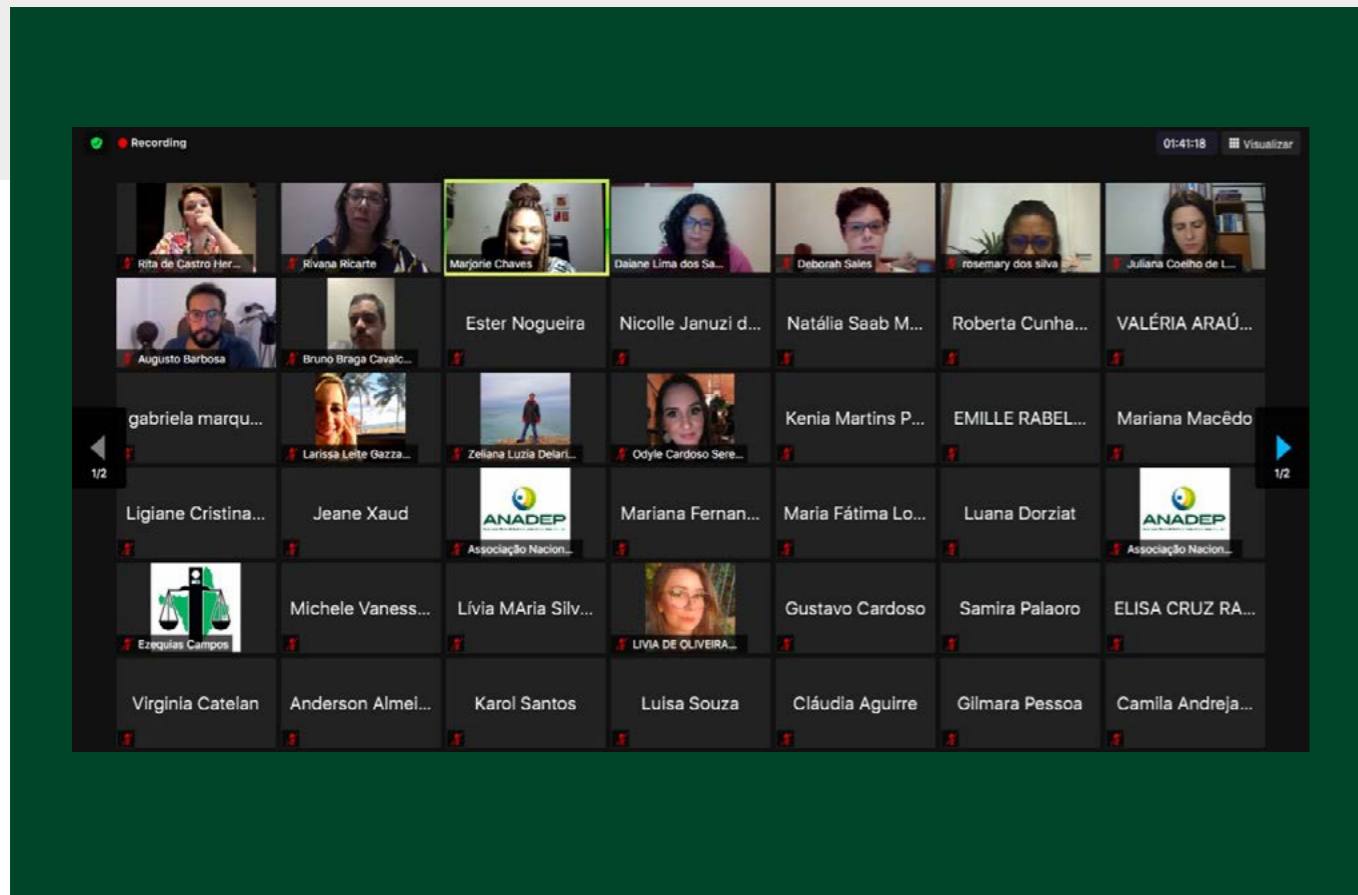 Recording
01:41:18
Visualizar
Rita de Castro Her...
Rivana Ricarte
Marjorie Chaves
Daiane Lima dos Sa...
Deborah Sales
rosemary dos silva
Juliana Coelho de L...
Augusto Barbosa
Bruno Braga Cavalc...
Ester Nogueira
Nicolle Januzi d...
Natália Saab M...
Roberta Cunha...
VALÉRIA ARAÚ...
gabriela marqu...
Larissa Leite Gazza...
Zeliana Luzia Delari...
Odyle Cardoso Sere...
Kenia Martins P...
EMILLE RABEL...
Mariana Macêdo
1/2
1/2
Ligiane Cristina...
Jeane Xaud
ANADEP
Associação Nacion...
Mariana Fernan...
Maria Fátima Lo...
Luana Dorziat
ANADEP
Associação Nacion...
Ezequias Campos
Michele Vaness...
Lívia MAria Silv...
LIVIA DE OLIVEIRA...
Gustavo Cardoso
Samira Palaoro
ELISA CRUZ RA...
Virginia Catelan
Anderson Almei...
Karol Santos
Luisa Souza
Cláudia Aguirre
Gilmara Pessoa
Camila Andreja...